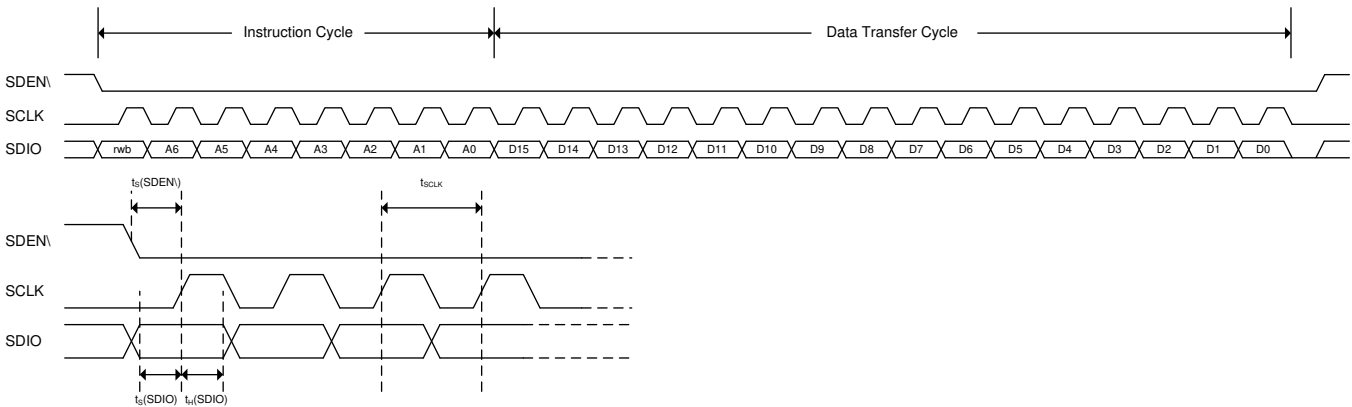 Instruction Cycle Data Transfer Cycle
SDEN\
SCLK
SDIO rwb A6 A5 A4 A3 A2 A1 A0 D15 D14 D13 D12 D11 D10 D9 D8 D7 D6 D5 D4 D3 D2 D1 D0
tS(SDEN\) tSCLK
SDEN\
SCLK
SDIO
tS(SDIO) tH(SDIO)